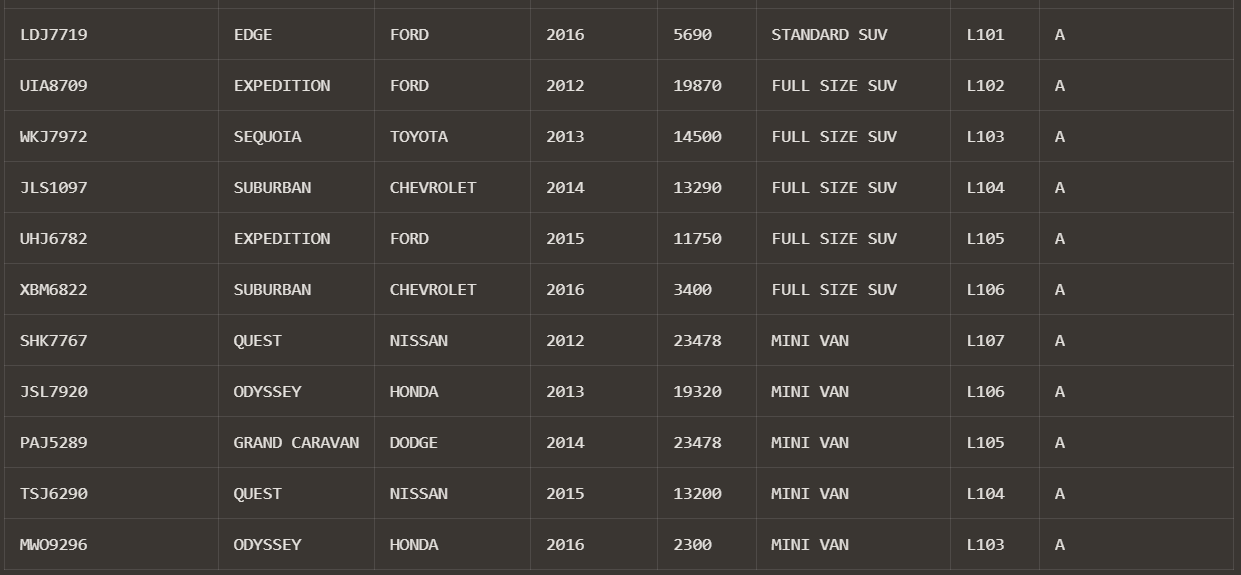 LDJ7719 EDGE FORD 2016 5690 STANDARD SUV L101 A
UIA8709 EXPEDITION FORD 2012 19870 FULL SIZE SUV L102 A
WKJ7972 SEQUOIA TOYOTA 2013 14500 FULL SIZE SUV L103 A
JLS1097 SUBURBAN CHEVROLET 2014 13290 FULL SIZE SUV L104 A
UHJ6782 EXPEDITION FORD 2015 11750 FULL SIZE SUV L105 A
XBM6822 SUBURBAN CHEVROLET 2016 3400 FULL SIZE SUV L106 A
SHK7767 QUEST NISSAN 2012 23478 MINI VAN L107 A
JSL7920 ODYSSEY HONDA 2013 19320 MINI VAN L106 A
PAJ5289 GRAND CARAVAN DODGE 2014 23478 MINI VAN L105 A
TSJ6290 QUEST NISSAN 2015 13200 MINI VAN L104 A
MWO9296 ODYSSEY HONDA 2016 2300 MINI VAN L103 A